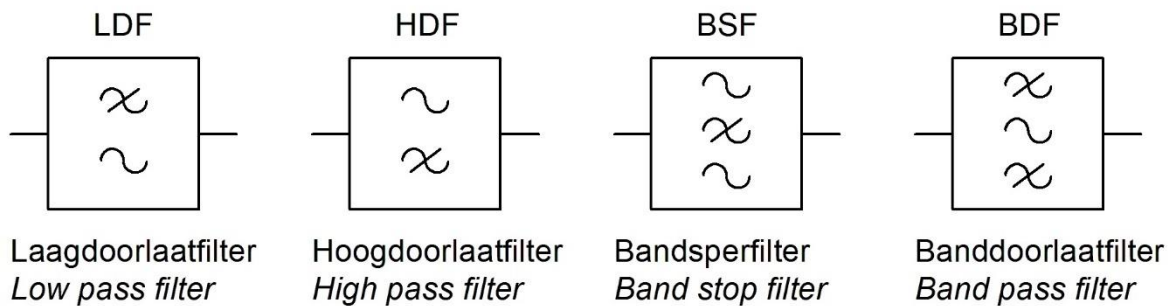 LDF
HDF
BSF
BDF
Laagdoorlaatfilter
Low pass filter
Hoogdoorlaatfilter
High pass filter
Bandsperfilter
Band stop filter
Banddoorlaatfilter
Band pass filter